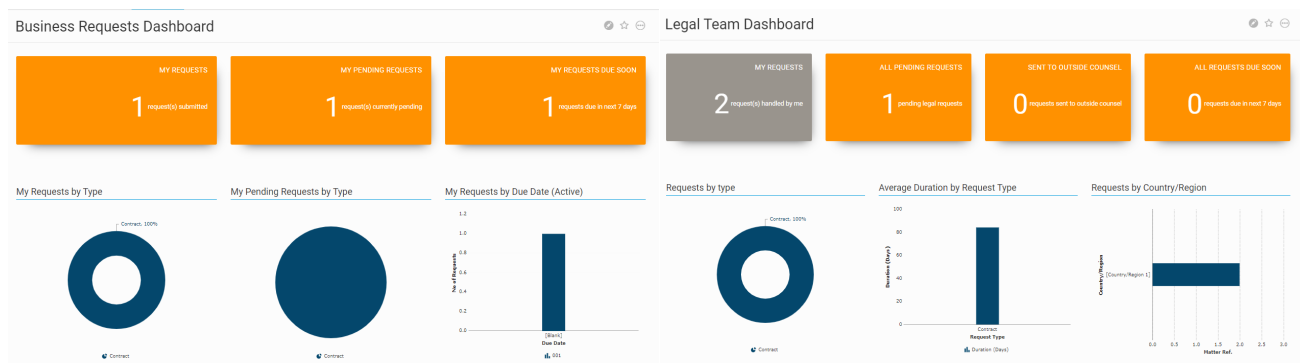 Business Requests Dashboard
MY REQUESTS
1 request(s) submitted
MY PENDING REQUESTS
1 request(s) currently pending
MY REQUESTS DUE SOON
1 requests due in next 7 days
My Requests by Type
Contract, 100%
Contract
My Pending Requests by Type
Contract
My Requests by Due Date (Active)
No of Requests
1.2
1.0
0.8
0.6
0.4
0.2
0.0
[Blank]
Due Date
001
Legal Team Dashboard
MY REQUESTS
2 request(s) handled by me
ALL PENDING REQUESTS
1 pending legal requests
SENT TO OUTSIDE COUNSEL
0 requests sent to outside counsel
ALL REQUESTS DUE SOON
0 requests due in next 7 days
Requests by type
Contract, 100%
Contract
Average Duration by Request Type
Duration (Days)
100
80
60
40
20
0
Contract
Request Type
Duration (Days)
Requests by Country/Region
Country/Region
[Country/Region 1]
0.0 0.5 1.0 1.5 2.0 2.5 3.0
Matter Ref.